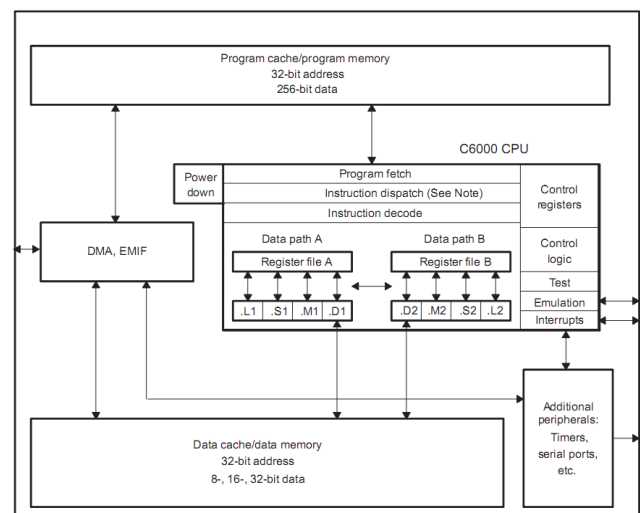 Program cache/program memory
32-bit address
256-bit data
C6000 CPU
Power
down
Program fetch
Instruction dispatch (See Note)
Instruction decode
Control
registers
DMA, EMIF
Data path A
Data path B
Register file A
Register file B
Control
logic
Test
Emulation
Interrupts
.L1 .S1 .M1 .D1
.D2 .M2 .S2 .L2
Data cache/data memory
32-bit address
8-, 16-, 32-bit data
Additional
peripherals:
Timers,
serial ports,
etc.